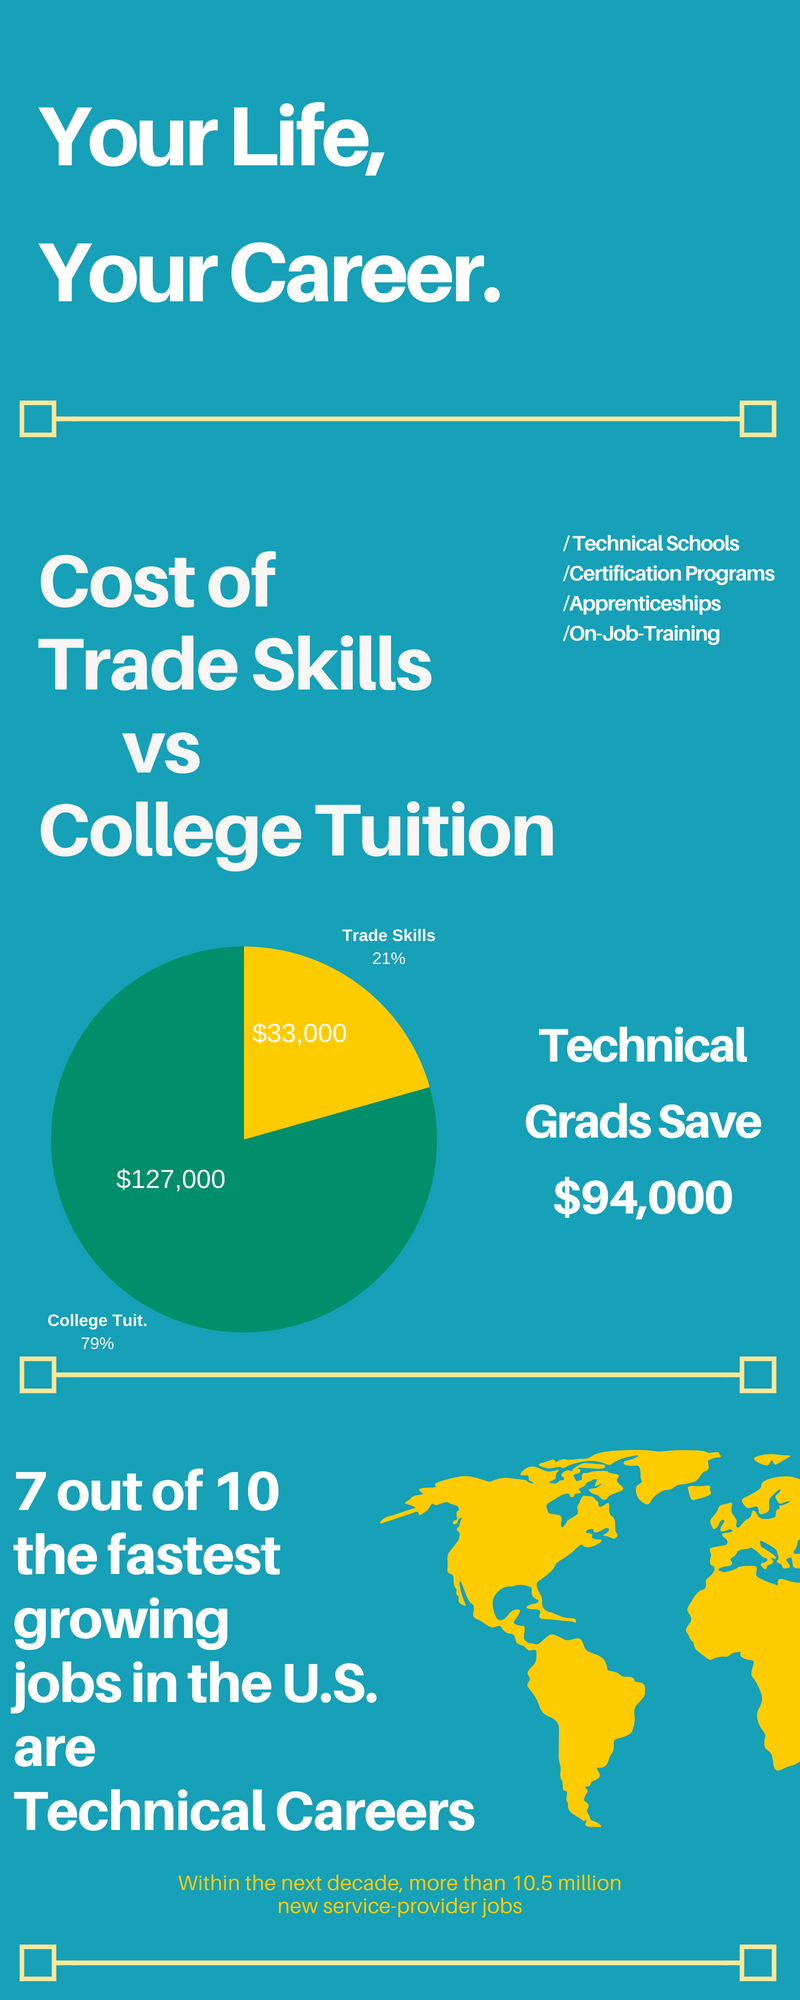 Your Life,
Your Career.
/ Technical Schools
/Certification Programs
/Apprenticeships
/On-Job-Training
Cost of
Trade Skills
vs
College Tuition
Trade Skills
21%
$33,000
$127,000
College Tuit.
79%
Technical
Grads Save
$94,000
7 out of 10
the fastest
growing
jobs in the U.S.
are
Technical Careers
Within the next decade, more than 10.5 million
new service-provider jobs